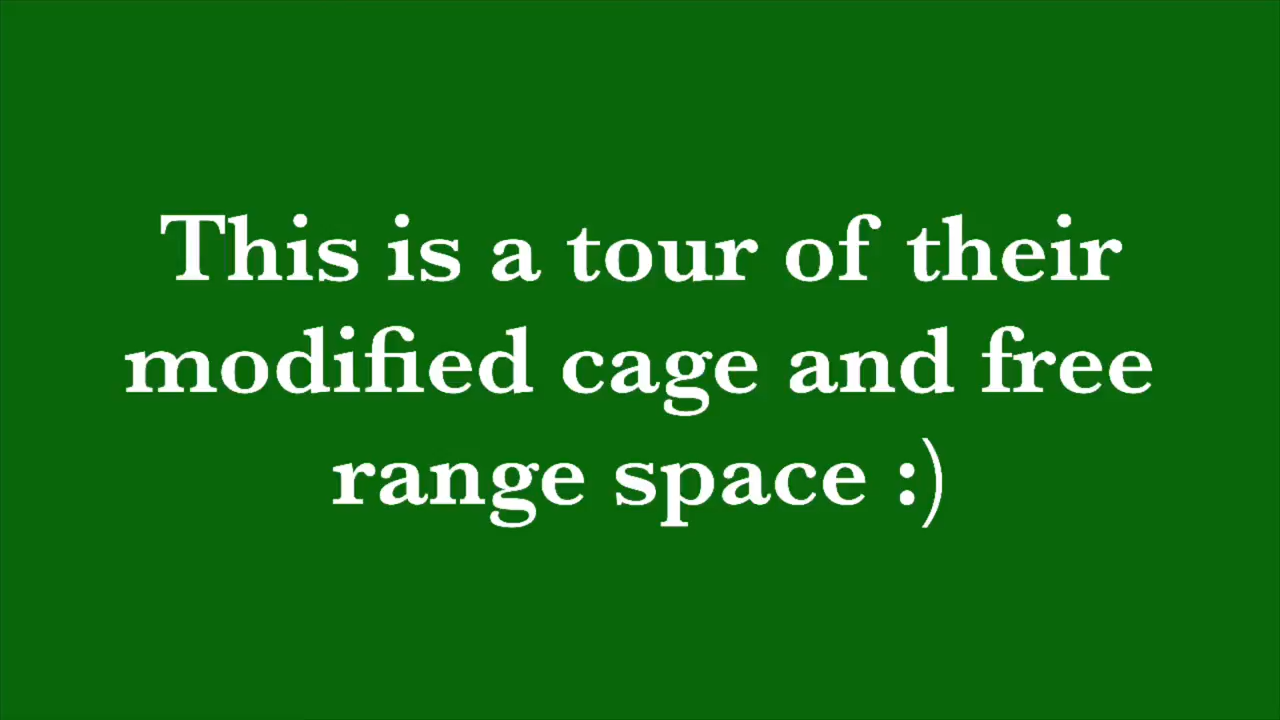 This is a tour of their
modified cage and free
range space :)